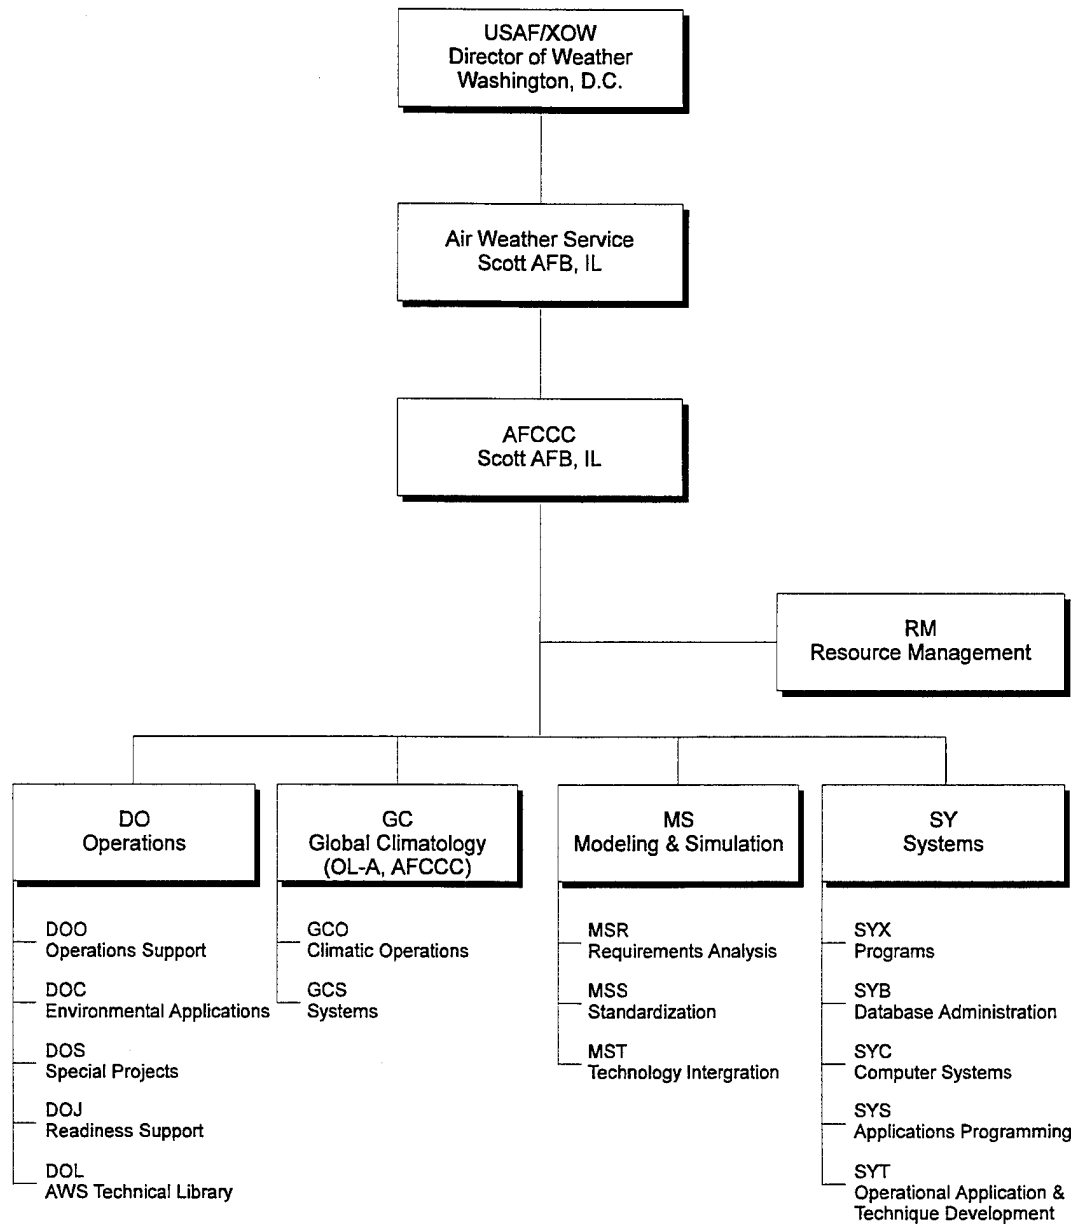 USAF/XOW
Director of Weather
Washington, D.C.
Air Weather Service
Scott AFB, IL
AFCCC
Scott AFB, IL
RM
Resource Management
DO
Operations
GC
Global Climatology
(OL-A, AFCCC)
MS
Modeling & Simulation
SY
Systems
DOO
Operations Support
DOC
Environmental Applications
DOS
Special Projects
DOJ
Readiness Support
DOL
AWS Technical Library
GCO
Climatic Operations
GCS
Systems
MSR
Requirements Analysis
MSS
Standardization
MST
Technology Intergration
SYX
Programs
SYB
Database Administration
SYC
Computer Systems
SYS
Applications Programming
SYT
Operational Application &
Technique Development